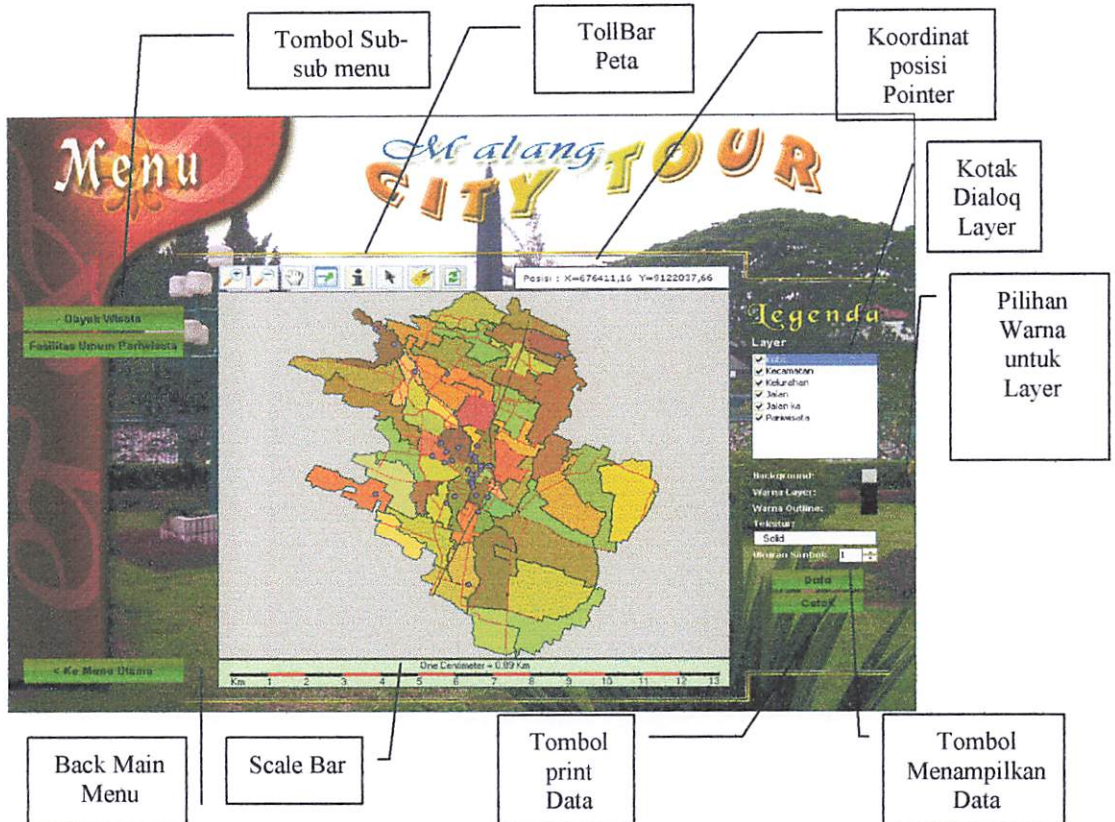 Tombol Sub-
sub menu
TollBar
Peta
Koordinat
posisi
Pointer
Menu
Malang
CITY TOUR
Kotak
Dialoq
Layer
Posisi : X=676411,16 Y=9122037,66
Obyek Wisata
Fasilitas Umum Pariwisata
Legenda
Layer
Kecamatan
Kelurahan
Jalan
Jalan ka
Pariwisata
Pilihan
Warna
untuk
Layer
Background:
Warna Layer:
Warna Outline:
Tekstur:
Solid
Ukuran Simbol: 1
Data
Cetak
< Ke Menu Utama
One Centimeter = 0,89 Km
Km 1 2 3 4 5 6 7 8 9 10 11 12 13
Back Main
Menu
Scale Bar
Tombol
print
Data
Tombol
Menampilkan
Data